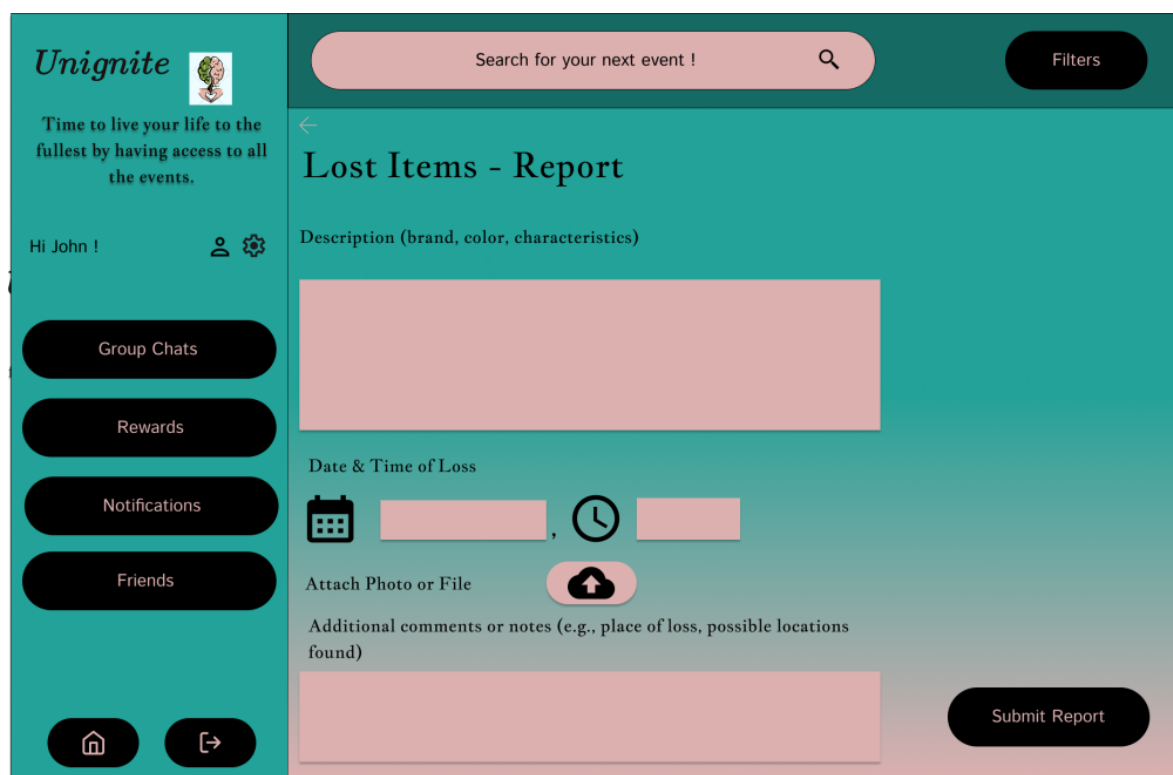 Unignite
Time to live your life to the
fullest by having access to all
the events.
Hi John !
Group Chats
Rewards
Notifications
Friends
Search for your next event !
Filters
Lost Items - Report
Description (brand, color, characteristics)
Date & Time of Loss
,
Attach Photo or File
Additional comments or notes (e.g., place of loss, possible locations
found)
Submit Report